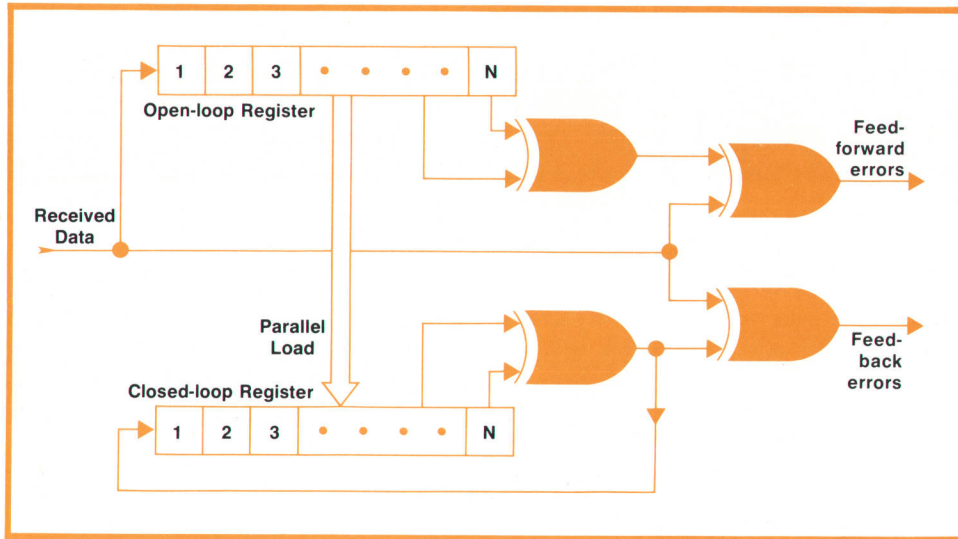 1 2 3 • • • • N
Open-loop Register
Feed-
forward
errors
Received
Data
Parallel
Load
Feed-
back
errors
Closed-loop Register
1 2 3 • • • • N